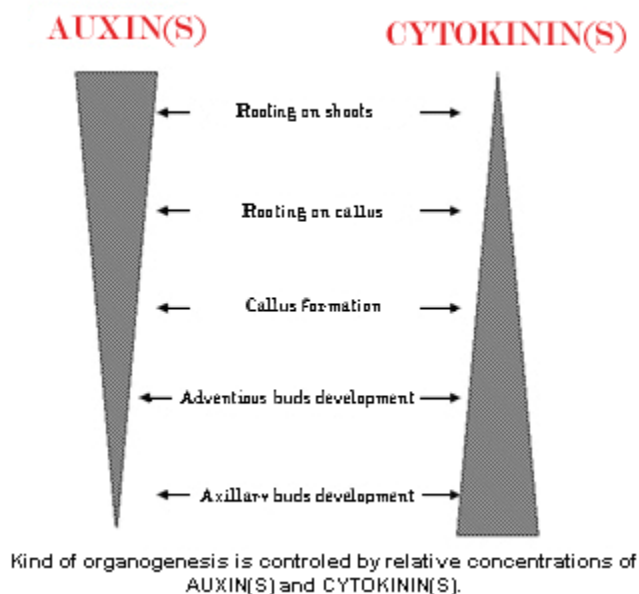 AUXIN(S)
CYTOKININ(S)
Rooting on shoots
Rooting on callus
Callus formation
Adventious buds development
Axillary buds development
Kind of organogenesis is controled by relative concentrations of
AUXIN(S) and CYTOKININ(S).